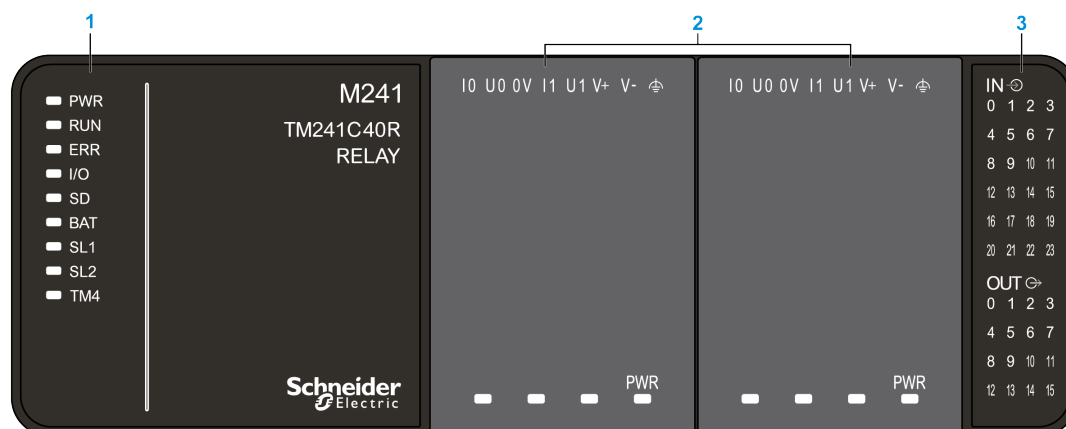 1
2
3
PWR
RUN
ERR
I/O
SD
BAT
SL1
SL2
TM4
M241
TM241C40R
RELAY
Schneider
Electric
I0 U0 0V I1 U1 V+ V-
PWR
I0 U0 0V I1 U1 V+ V-
PWR
IN
0 1 2 3
4 5 6 7
8 9 10 11
12 13 14 15
16 17 18 19
20 21 22 23
OUT
0 1 2 3
4 5 6 7
8 9 10 11
12 13 14 15